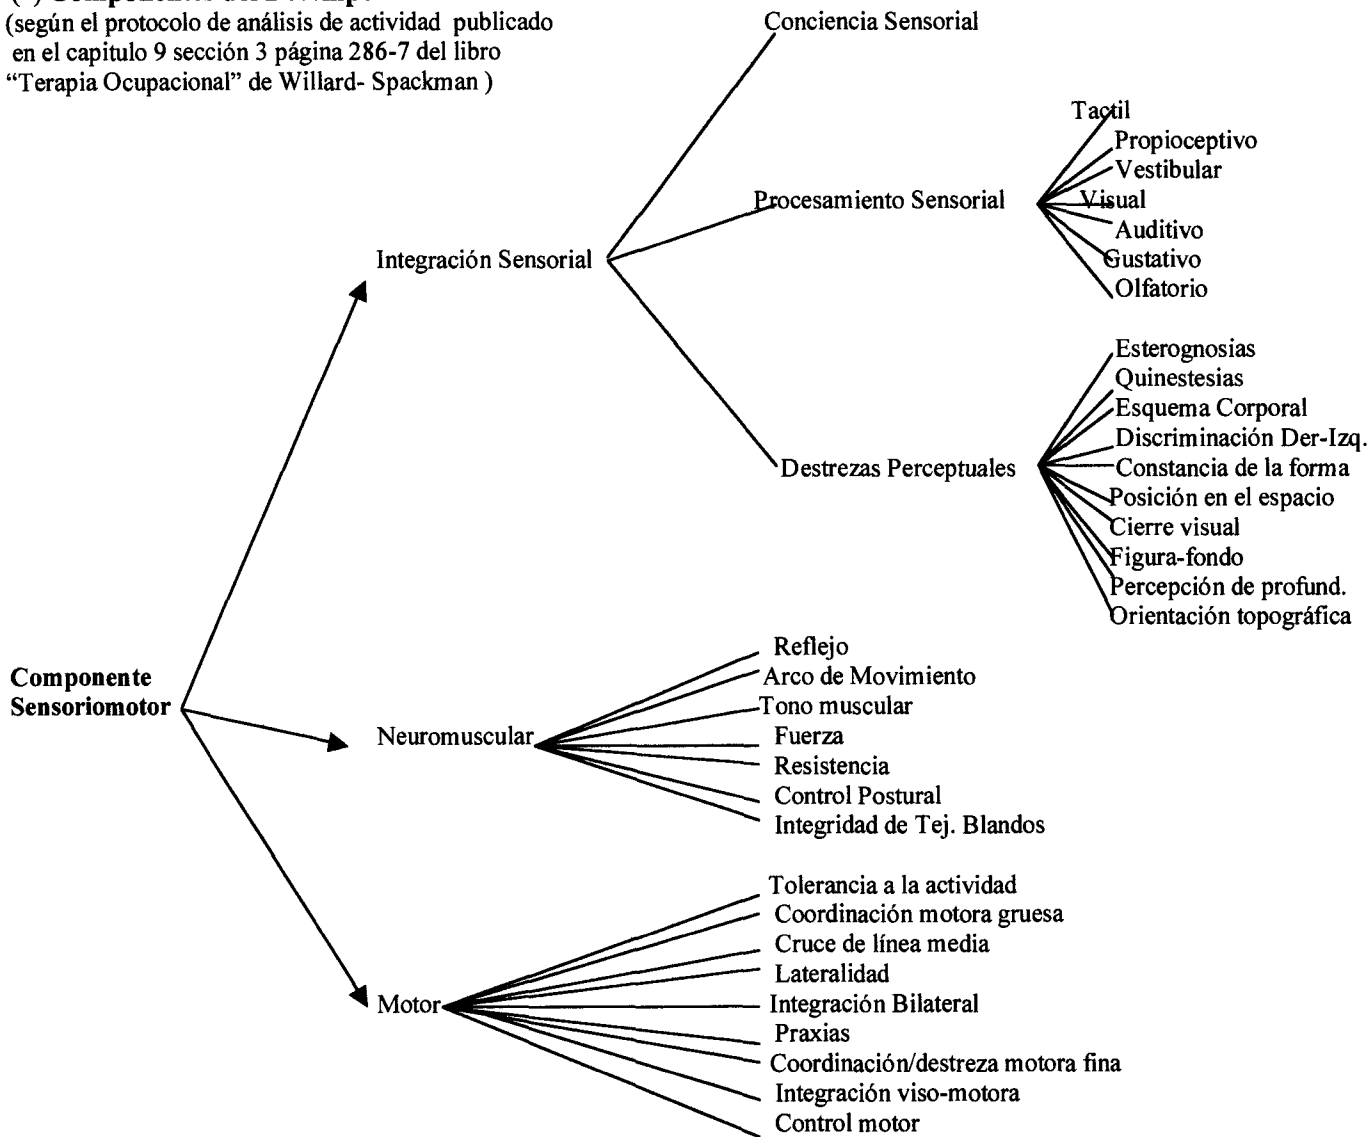 (según el protocolo de análisis de actividad publicado
en el capitulo 9 sección 3 página 286-7 del libro
“Terapia Ocupacional” de Willard- Spackman )
Conciencia Sensorial
Tactil
Propioceptivo
Vestibular
Procesamiento Sensorial
Visual
Auditivo
Gustativo
Olfatorio
Integración Sensorial
Esterognosias
Quinestesias
Esquema Corporal
Discriminación Der-Izq.
Constancia de la forma
Destrezas Perceptuales
Posición en el espacio
Cierre visual
Figura-fondo
Percepción de profund.
Orientación topográfica
Componente
Sensoriomotor
Reflejo
Arco de Movimiento
Tono muscular
Neuromuscular
Fuerza
Resistencia
Control Postural
Integridad de Tej. Blandos
Tolerancia a la actividad
Coordinación motora gruesa
Cruce de línea media
Lateralidad
Motor
Integración Bilateral
Praxias
Coordinación/destreza motora fina
Integración viso-motora
Control motor